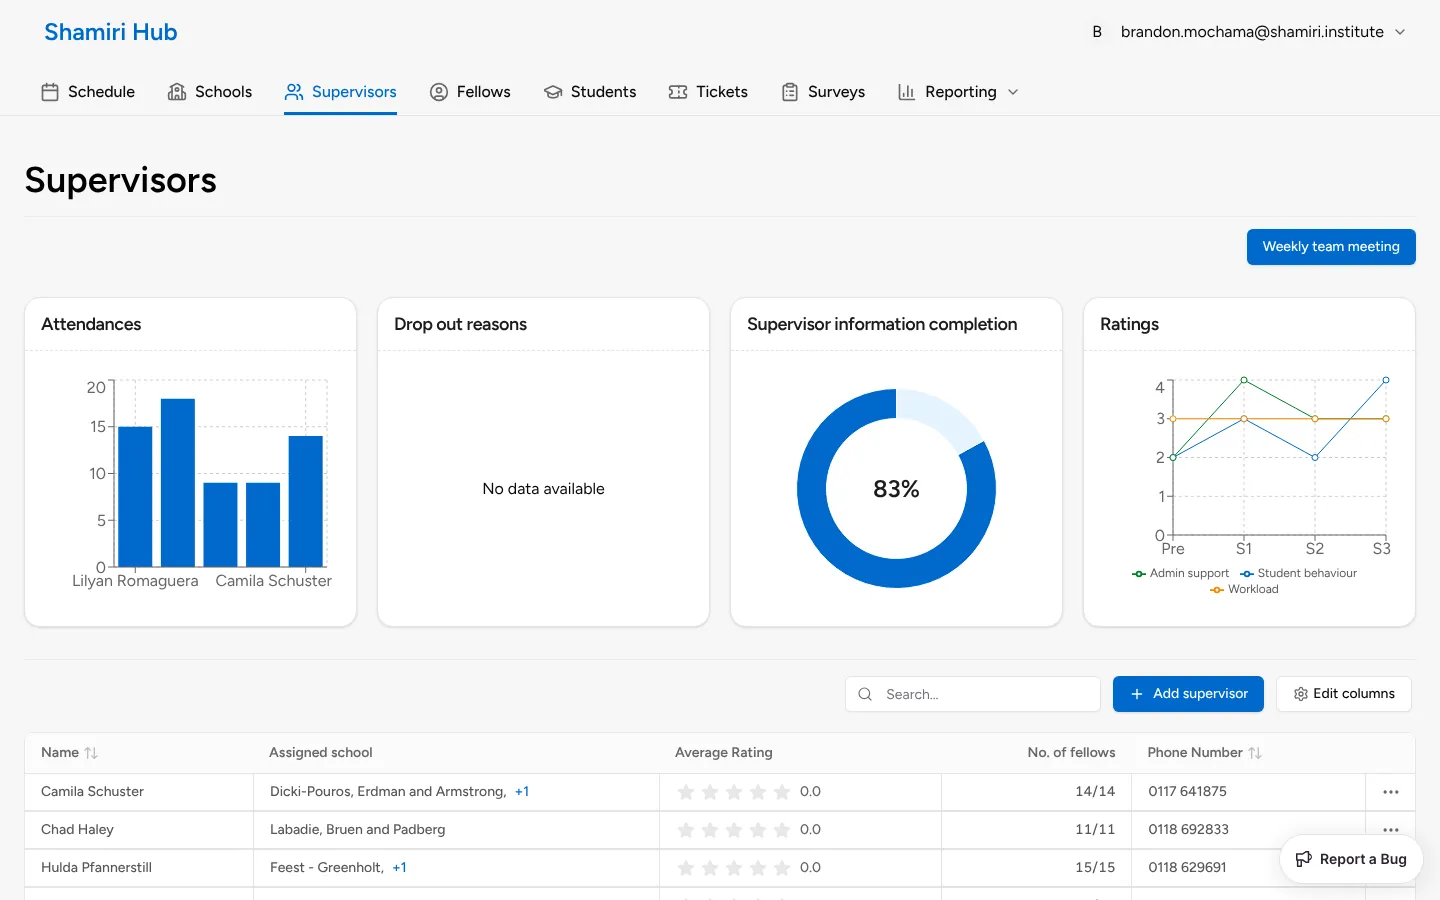 Shamiri Hub
B brandon.mochama@shamiri.institute
Schedule Schools Supervisors Fellows Students Tickets Surveys Reporting
Supervisors
Weekly team meeting
Attendances
20
15
10
5
0
Lilyan Romaguera Camila Schuster
Drop out reasons
No data available
Supervisor information completion
83%
Ratings
4
3
2
1
0
Pre S1 S2 S3
Admin support Student behaviour
Workload
Search... + Add supervisor Edit columns
Name Assigned school Average Rating No. of fellows Phone Number
Camila Schuster Dicki-Pouros, Erdman and Armstrong, +1 0.0 14/14 0117 641875
Chad Haley Labadie, Bruen and Padberg 0.0 11/11 0118 692833
Hulda Pfannerstill Feest - Greenholt, +1 0.0 15/15 0118 629691
Report a Bug